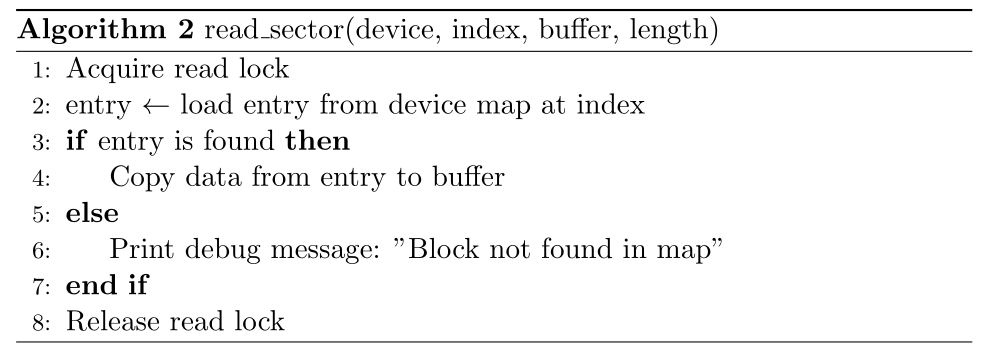 Algorithm 2 read_sector(device, index, buffer, length)
1: Acquire read lock
2: entry ← load entry from device map at index
3: if entry is found then
4: Copy data from entry to buffer
5: else
6: Print debug message: ”Block not found in map”
7: end if
8: Release read lock